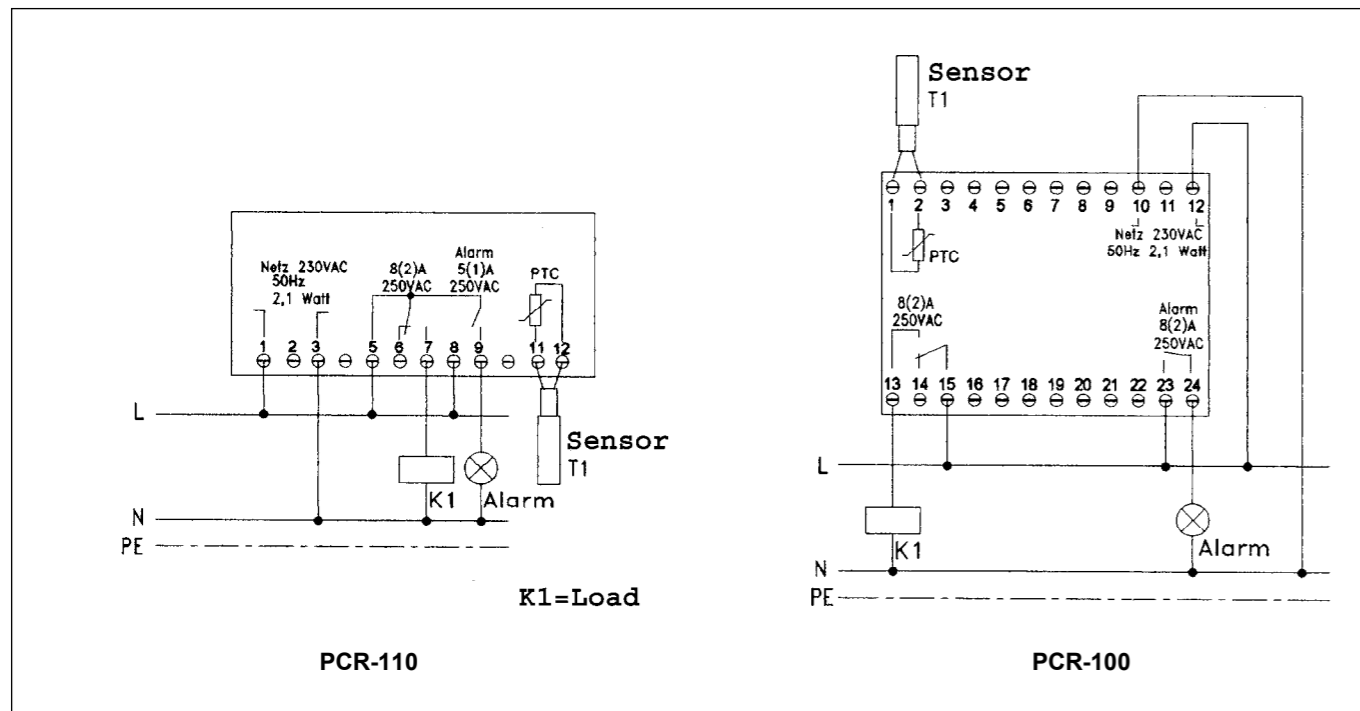 Netz 230VAC
50Hz
2,1 Watt
8(2)A
250VAC
Alarm
5(1)A
250VAC
PTC
1 2 3 5 6 7 8 9 11 12
L
Sensor
T1
K1
Alarm
N
PE
K1=Load
PCR-110
Sensor
T1
1 2 3 4 5 6 7 8 9 10 11 12
Netz 230VAC
50Hz 2,1 Watt
PTC
8(2)A
250VAC
Alarm
8(2)A
250VAC
13 14 15 16 17 18 19 20 21 22 23 24
L
K1
Alarm
N
PE
PCR-100